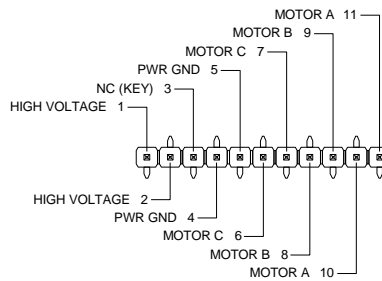 MOTOR A 11
MOTOR B 9
MOTOR C 7
PWR GND 5
NC (KEY) 3
HIGH VOLTAGE 1
HIGH VOLTAGE 2
PWR GND 4
MOTOR C 6
MOTOR B 8
MOTOR A 10